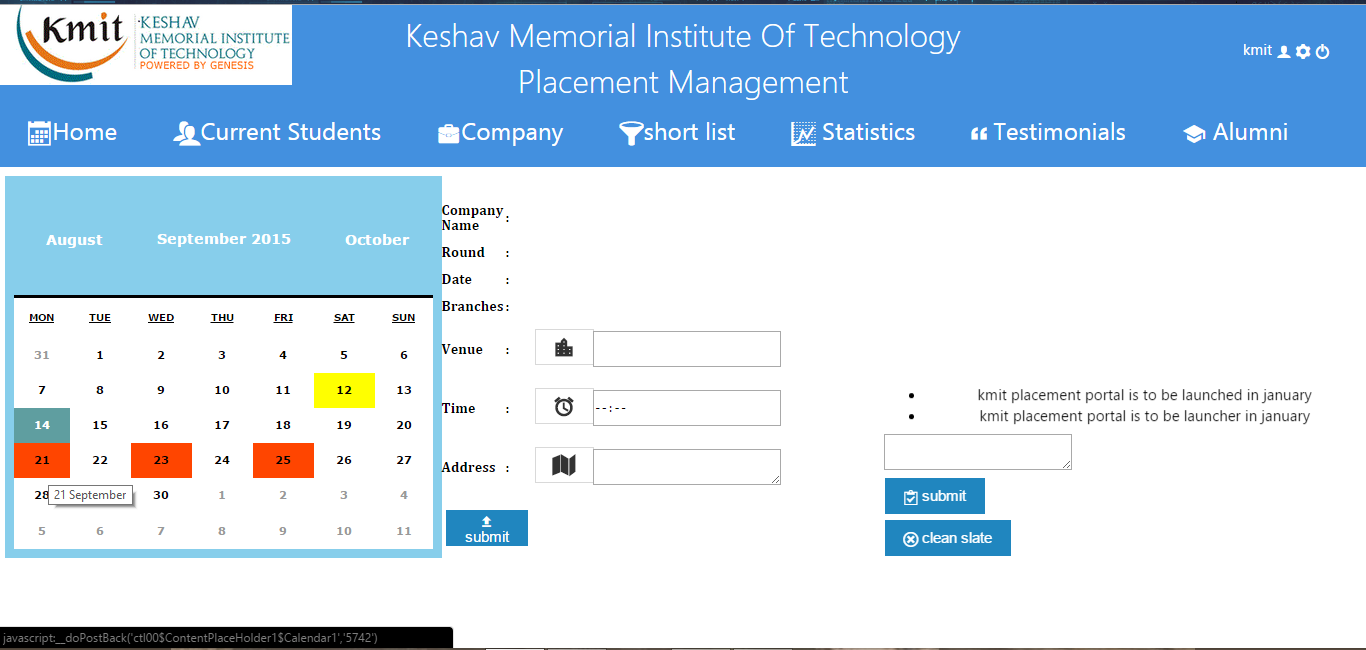 Kmit
KESHAV
MEMORIAL INSTITUTE
OF TECHNOLOGY
POWERED BY GENESIS
Keshav Memorial Institute Of Technology
Placement Management
kmit
Home Current Students Company short list Statistics Testimonials Alumni
August September 2015 October
MON TUE WED THU FRI SAT SUN
31 1 2 3 4 5 6
7 8 9 10 11 12 13
14 15 16 17 18 19 20
21 22 23 24 25 26 27
28 30 1 2 3 4
21 September
5 6 7 8 9 10 11
Company
Name :
Round :
Date :
Branches :
Venue :
Time : --:--
Address :
submit
kmit placement portal is to be launched in january
kmit placement portal is to be launcher in january
submit
clean slate
javascript:__doPostBack('ctl00$ContentPlaceHolder1$Calendar1','5742')